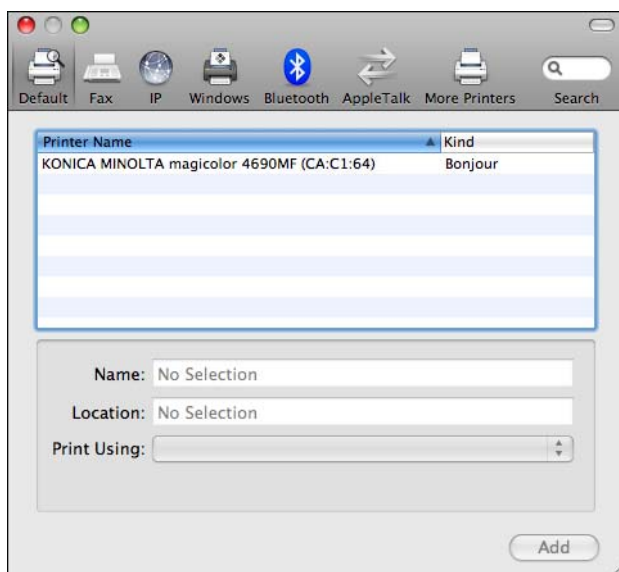 Default Fax IP Windows Bluetooth AppleTalk More Printers Search
Printer Name Kind
KONICA MINOLTA magicolor 4690MF (CA:C1:64) Bonjour
Name: No Selection
Location: No Selection
Print Using:
Add